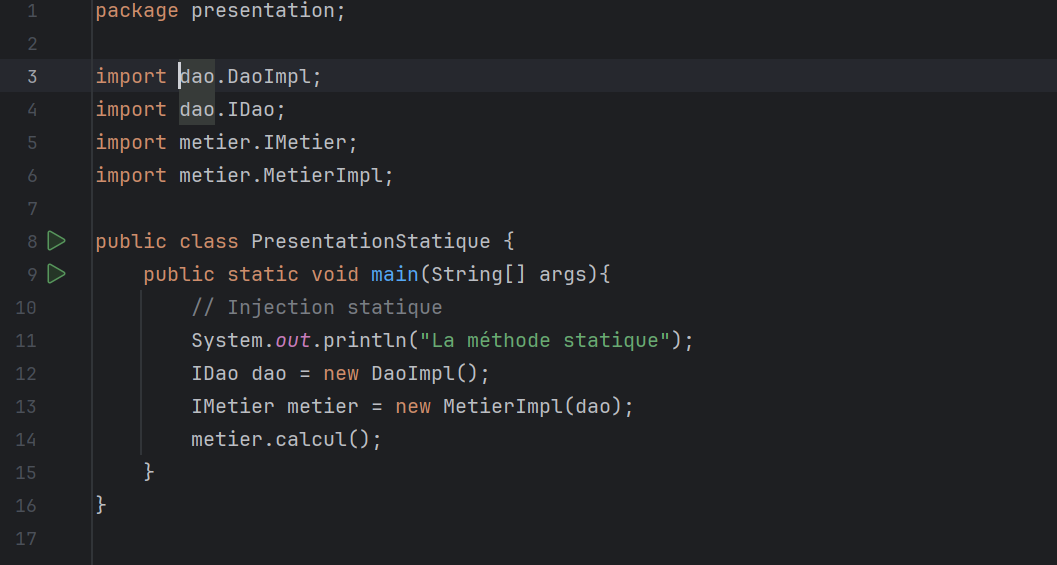 1 package presentation;
2
3 import dao.DaoImpl;
4 import dao.IDao;
5 import metier.IMetier;
6 import metier.MetierImpl;
7
8 public class PresentationStatique {
9 public static void main(String[] args){
10 // Injection statique
11 System.out.println("La méthode statique");
12 IDao dao = new DaoImpl();
13 IMetier metier = new MetierImpl(dao);
14 metier.calcul();
15 }
16 }
17